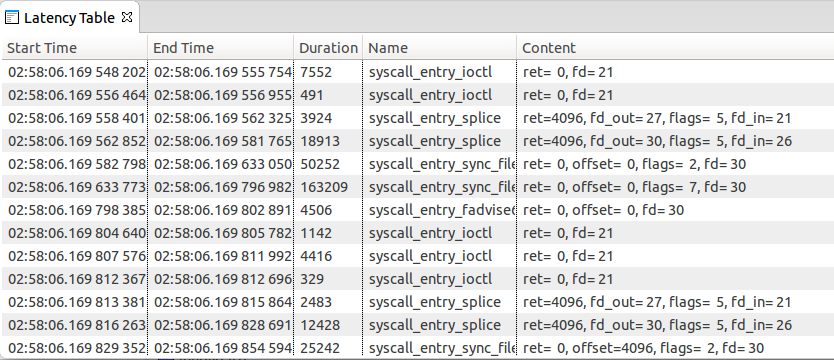 Latency Table
Start Time End Time Duration Name Content
02:58:06.169 548 202 02:58:06.169 555 754 7552 syscall_entry_ioctl ret= 0, fd= 21
02:58:06.169 556 464 02:58:06.169 556 955 491 syscall_entry_ioctl ret= 0, fd= 21
02:58:06.169 558 401 02:58:06.169 562 325 3924 syscall_entry_splice ret=4096, fd_out= 27, flags= 5, fd_in= 21
02:58:06.169 562 852 02:58:06.169 581 765 18913 syscall_entry_splice ret=4096, fd_out= 30, flags= 5, fd_in= 26
02:58:06.169 582 798 02:58:06.169 633 050 50252 syscall_entry_sync_file ret= 0, offset= 0, flags= 2, fd= 30
02:58:06.169 633 773 02:58:06.169 796 982 163209 syscall_entry_sync_file ret= 0, offset= 0, flags= 7, fd= 30
02:58:06.169 798 385 02:58:06.169 802 891 4506 syscall_entry_fadvise6 ret= 0, offset= 0, fd= 30
02:58:06.169 804 640 02:58:06.169 805 782 1142 syscall_entry_ioctl ret= 0, fd= 21
02:58:06.169 807 576 02:58:06.169 811 992 4416 syscall_entry_ioctl ret= 0, fd= 21
02:58:06.169 812 367 02:58:06.169 812 696 329 syscall_entry_ioctl ret= 0, fd= 21
02:58:06.169 813 381 02:58:06.169 815 864 2483 syscall_entry_splice ret=4096, fd_out= 27, flags= 5, fd_in= 21
02:58:06.169 816 263 02:58:06.169 828 691 12428 syscall_entry_splice ret=4096, fd_out= 30, flags= 5, fd_in= 26
02:58:06.169 829 352 02:58:06.169 854 594 25242 syscall_entry_sync_file ret= 0, offset=4096, flags= 2, fd= 30